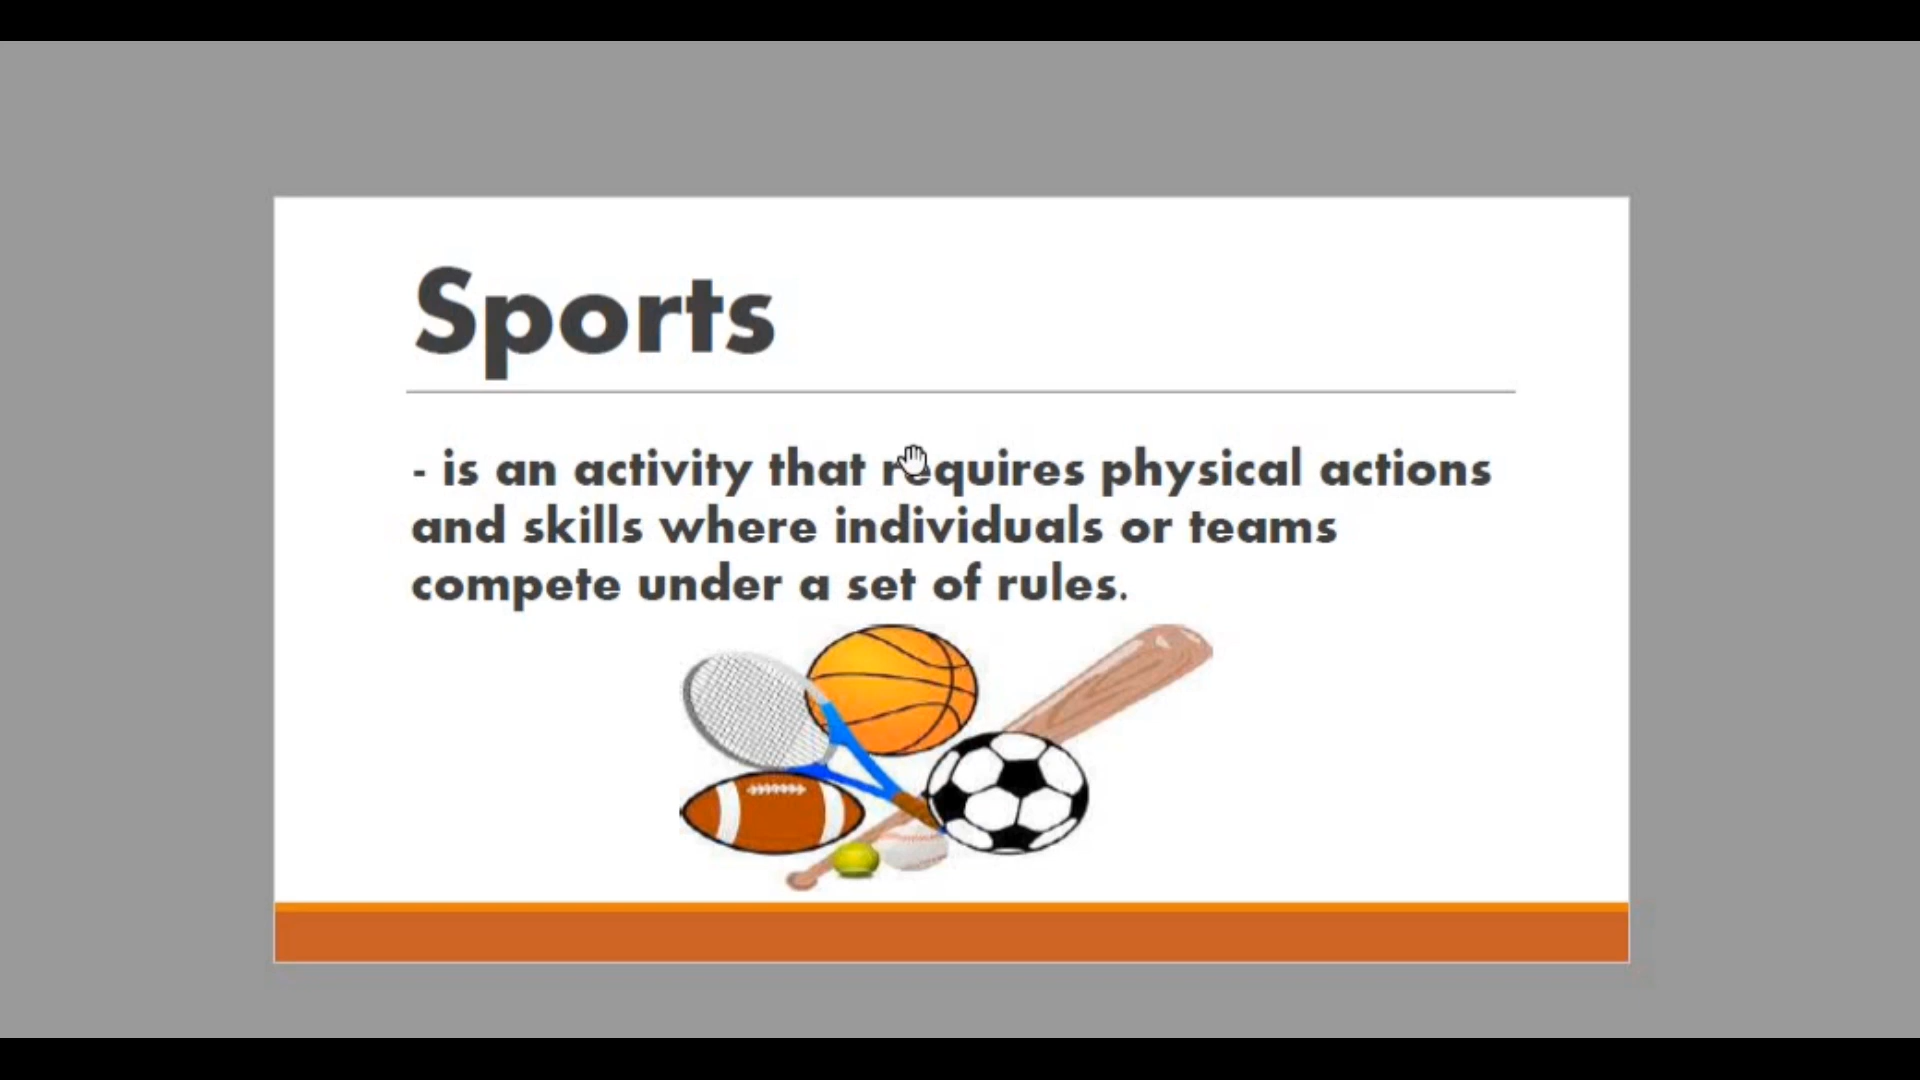 Sports
- is an activity that requires physical actions
and skills where individuals or teams
compete under a set of rules.